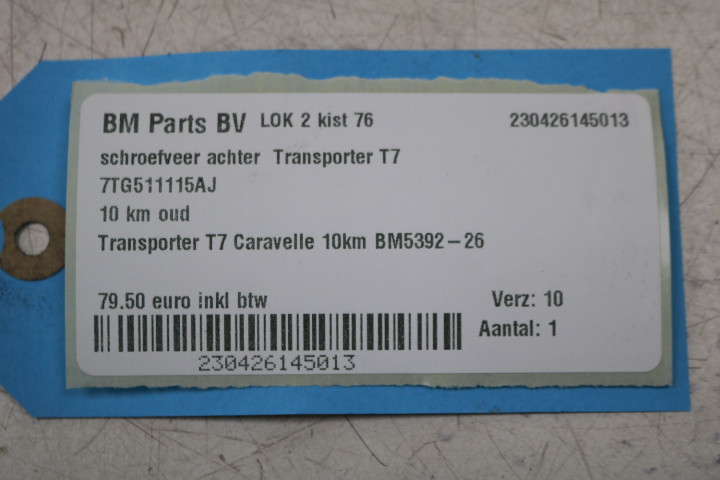 BM Parts BV LOK 2 kist 76 230426145013
schroefveer achter Transporter T7
7TG511115AJ
10 km oud
Transporter T7 Caravelle 10km BM5392-26
79.50 euro inkl btw Verz: 10
Aantal: 1
230426145013